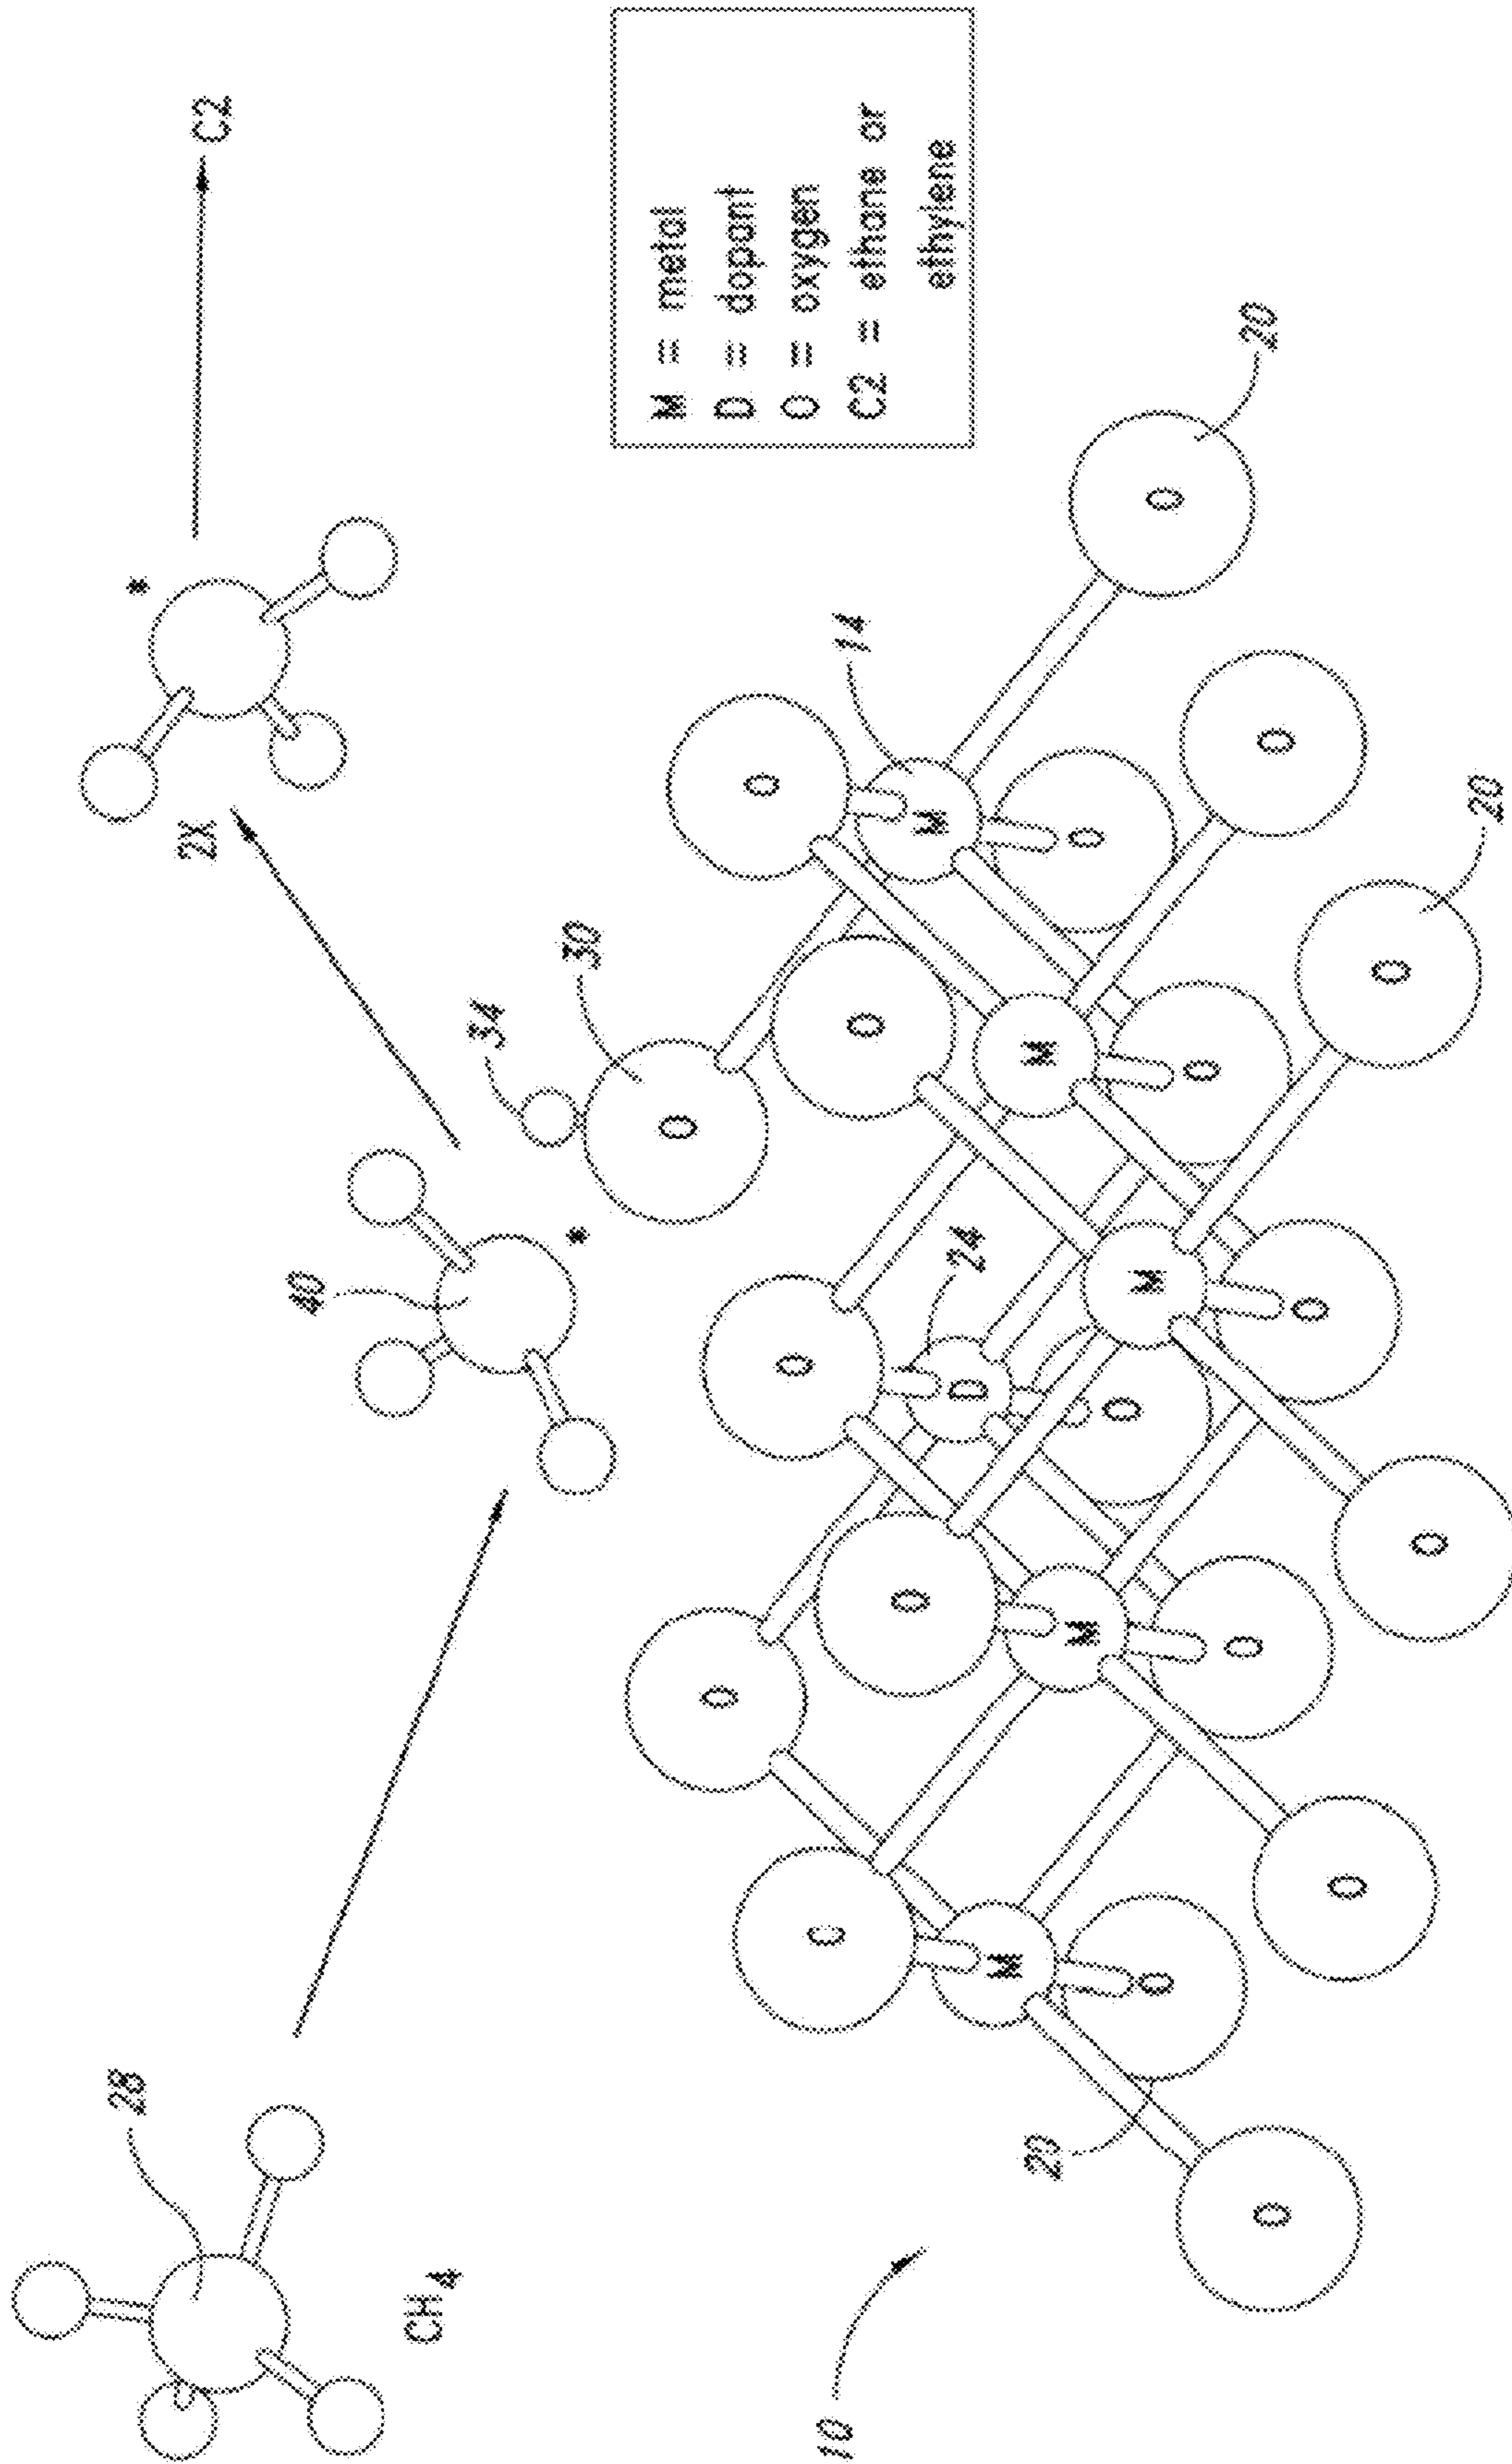 28
*
C2
2X
40
CH₄
34
*
30
M = metal
D = dopant
O = oxygen
C2 = ethane or
ethylene
O
O
O
O
10
C
14
O
O
M
24
D
M
M
20
M
O
O
M
O
O
O
O
20
O
O
O
O
O
O
20